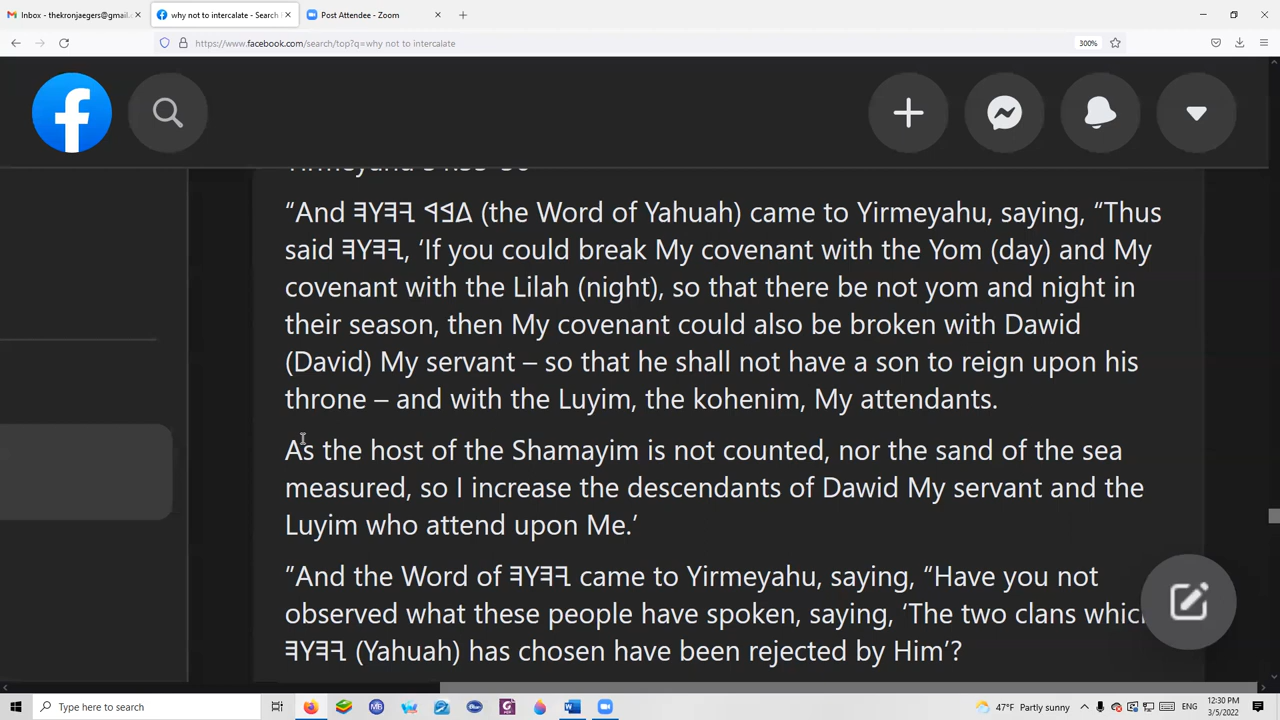 Inbox - thekronjaegers@gmail.
why not to intercalate - Search
Post Attendee - Zoom
https://www.facebook.com/search/top?q=why not to intercalate
300%
“And 𐤉𐤄𐤅𐤄 𐤃𐤁𐤓 (the Word of Yahuah) came to Yirmeyahu, saying, “Thus
said 𐤉𐤄𐤅𐤄, ‘If you could break My covenant with the Yom (day) and My
covenant with the Lilah (night), so that there be not yom and night in
their season, then My covenant could also be broken with Dawid
(David) My servant – so that he shall not have a son to reign upon his
throne – and with the Luyim, the kohenim, My attendants.
As the host of the Shamayim is not counted, nor the sand of the sea
measured, so I increase the descendants of Dawid My servant and the
Luyim who attend upon Me.’
”And the Word of 𐤉𐤄𐤅𐤄 came to Yirmeyahu, saying, “Have you not
observed what these people have spoken, saying, ‘The two clans which
𐤉𐤄𐤅𐤄 (Yahuah) has chosen have been rejected by Him’?
Type here to search
47°F Partly sunny
ENG
12:30 PM
3/5/2022